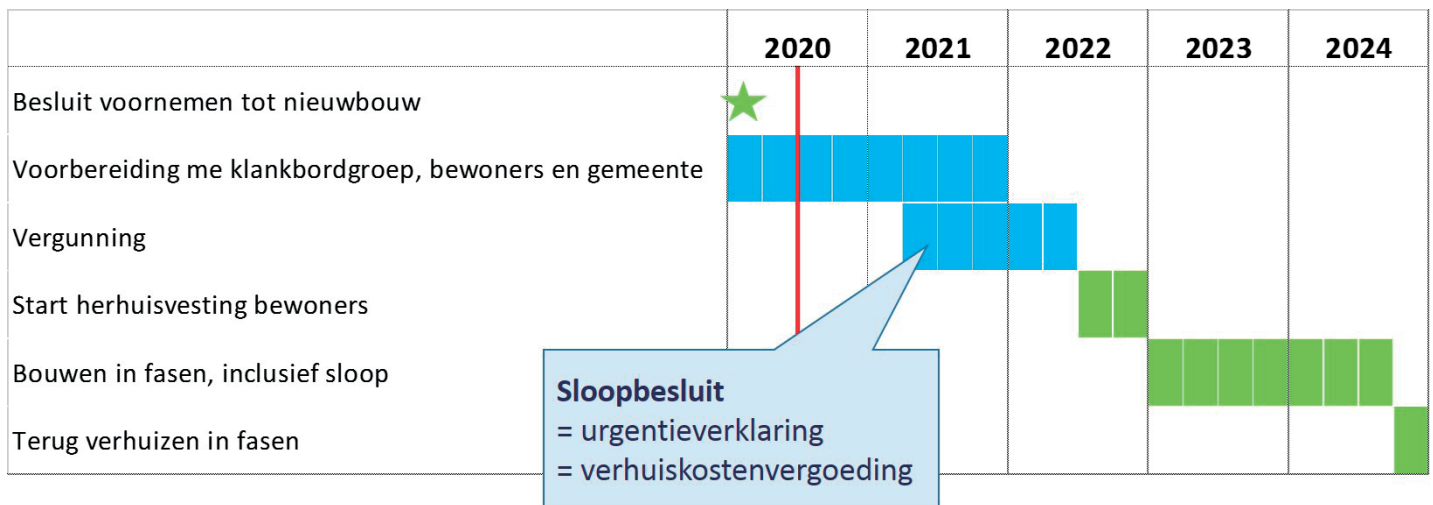 2020 2021 2022 2023 2024
Besluit voornemen tot nieuwbouw
Voorbereiding me klankbordgroep, bewoners en gemeente
Vergunning
Start herhuisvesting bewoners
Bouwen in fasen, inclusief sloop
Terug verhuizen in fasen
Sloopbesluit
= urgentieverklaring
= verhuiskostenvergoeding